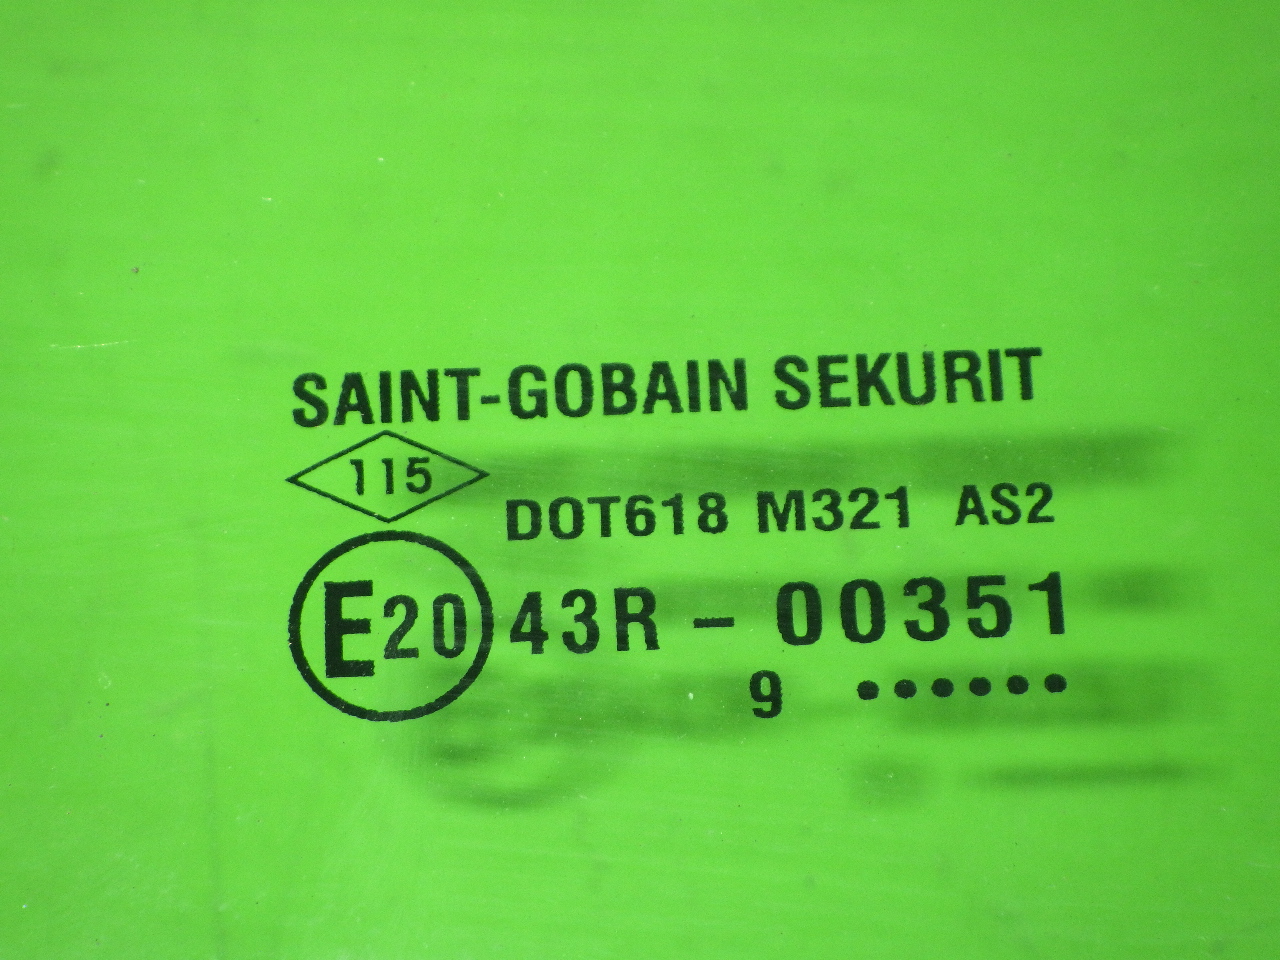 SAINT-GOBAIN SEKURIT
115
DOT618 M321 AS2
E20 43R - 00351
9 ••••••